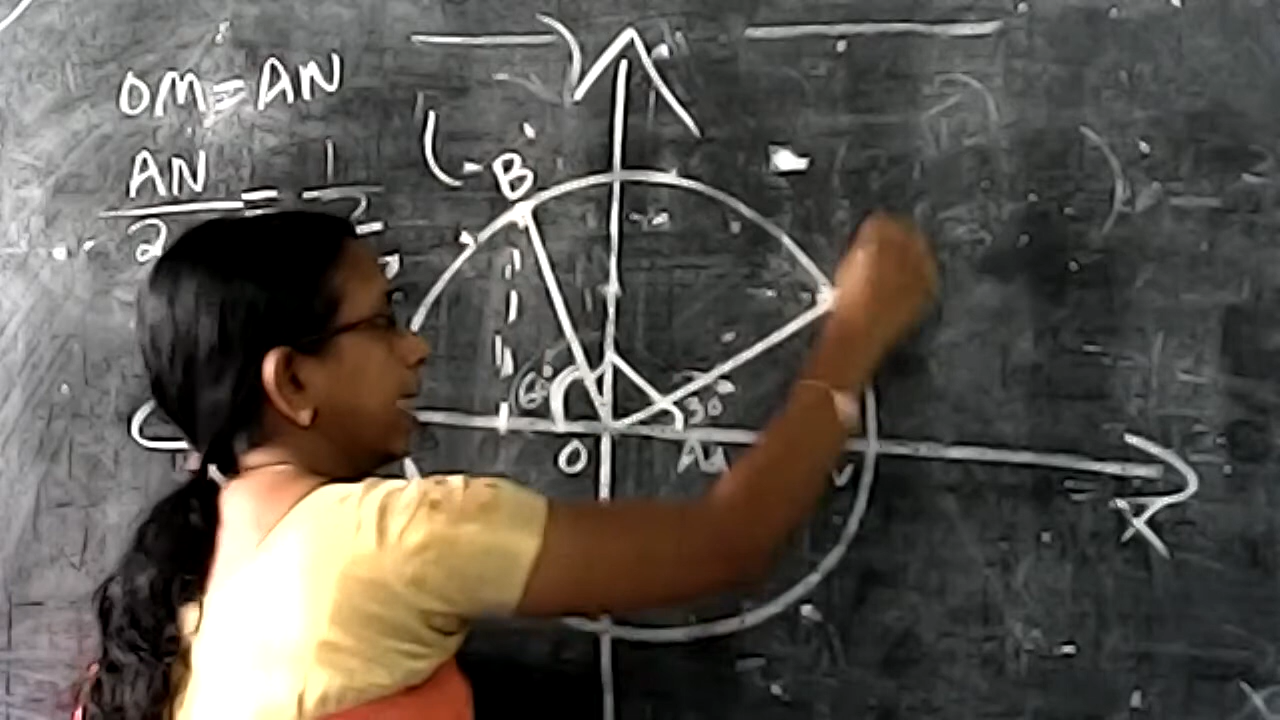 OM = AN
AN/2 = 1/2
(-
B
60°
30°
O
X